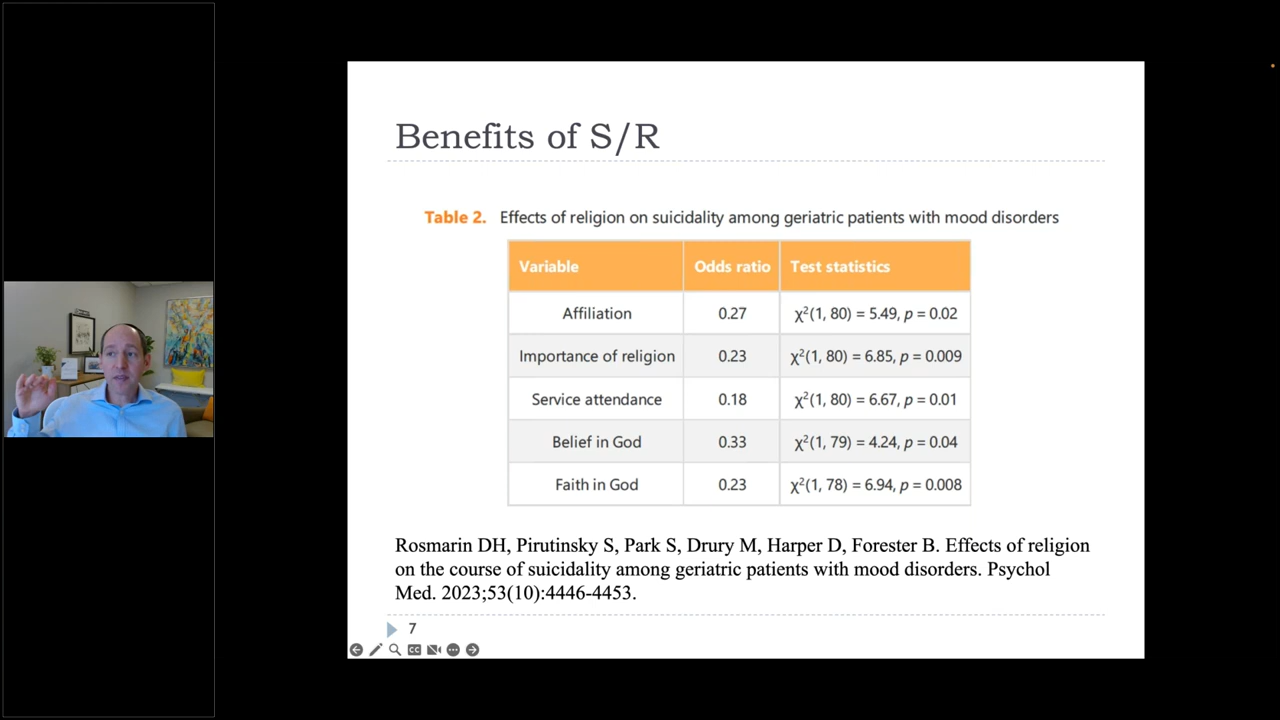 Benefits of S/R
Table 2. Effects of religion on suicidality among geriatric patients with mood disorders
Variable Odds ratio Test statistics
Affiliation 0.27 χ²(1, 80) = 5.49, p = 0.02
Importance of religion 0.23 χ²(1, 80) = 6.85, p = 0.009
Service attendance 0.18 χ²(1, 80) = 6.67, p = 0.01
Belief in God 0.33 χ²(1, 79) = 4.24, p = 0.04
Faith in God 0.23 χ²(1, 78) = 6.94, p = 0.008
Rosmarin DH, Pirutinsky S, Park S, Drury M, Harper D, Forester B. Effects of religion
on the course of suicidality among geriatric patients with mood disorders. Psychol
Med. 2023;53(10):4446-4453.
7
CC